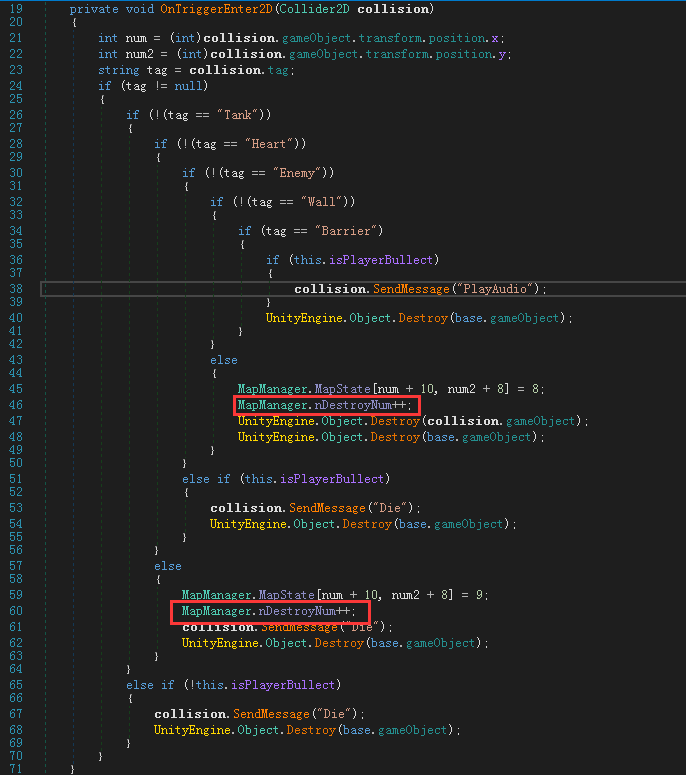 19 private void OnTriggerEnter2D(Collider2D collision)
20 {
21 int num = (int)collision.gameObject.transform.position.x;
22 int num2 = (int)collision.gameObject.transform.position.y;
23 string tag = collision.tag;
24 if (tag != null)
25 {
26 if (!(tag == "Tank"))
27 {
28 if (!(tag == "Heart"))
29 {
30 if (!(tag == "Enemy"))
31 {
32 if (!(tag == "Wall"))
33 {
34 if (tag == "Barrier")
35 {
36 if (this.isPlayerBullect)
37 {
38 collision.SendMessage("PlayAudio");
39 }
40 UnityEngine.Object.Destroy(base.gameObject);
41 }
42 }
43 else
44 {
45 MapManager.MapState[num + 10, num2 + 8] = 8;
46 MapManager.nDestroyNum++;
47 UnityEngine.Object.Destroy(collision.gameObject);
48 UnityEngine.Object.Destroy(base.gameObject);
49 }
50 }
51 else if (this.isPlayerBullect)
52 {
53 collision.SendMessage("Die");
54 UnityEngine.Object.Destroy(base.gameObject);
55 }
56 }
57 else
58 {
59 MapManager.MapState[num + 10, num2 + 8] = 9;
60 MapManager.nDestroyNum++;
61 collision.SendMessage("Die");
62 UnityEngine.Object.Destroy(base.gameObject);
63 }
64 }
65 else if (!this.isPlayerBullect)
66 {
67 collision.SendMessage("Die");
68 UnityEngine.Object.Destroy(base.gameObject);
69 }
70 }
71 }